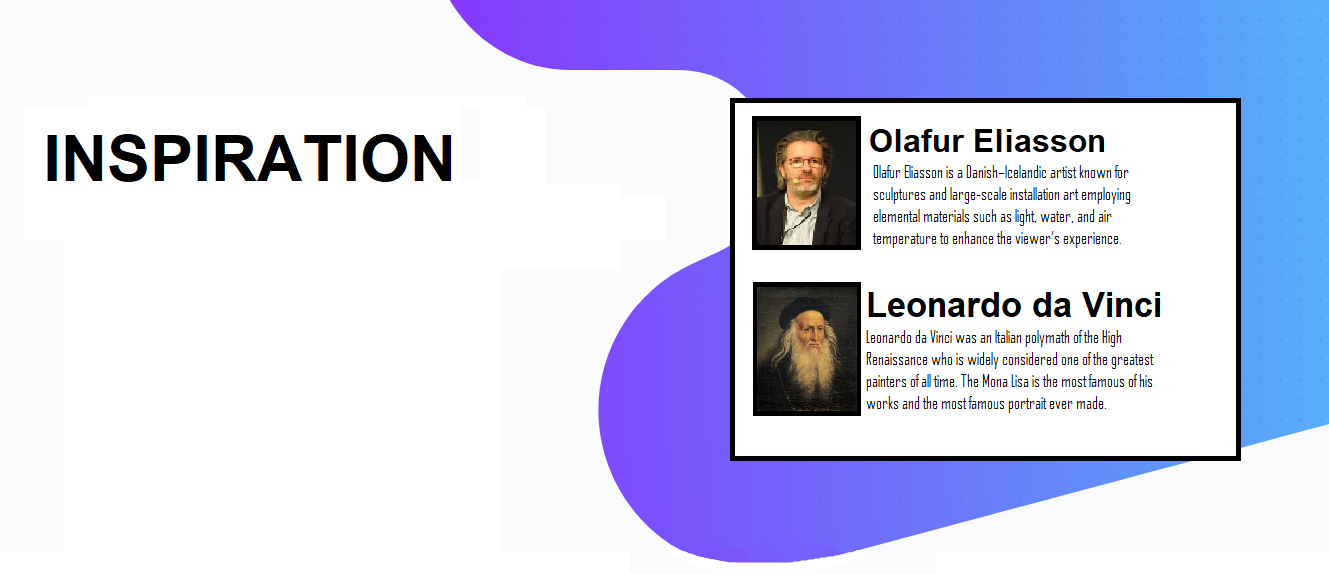 INSPIRATION
Olafur Eliasson
Olafur Eliasson is a Danish–Icelandic artist known for
sculptures and large-scale installation art employing
elemental materials such as light, water, and air
temperature to enhance the viewer's experience.
Leonardo da Vinci
Leonardo da Vinci was an Italian polymath of the High
Renaissance who is widely considered one of the greatest
painters of all time. The Mona Lisa is the most famous of his
works and the most famous portrait ever made.